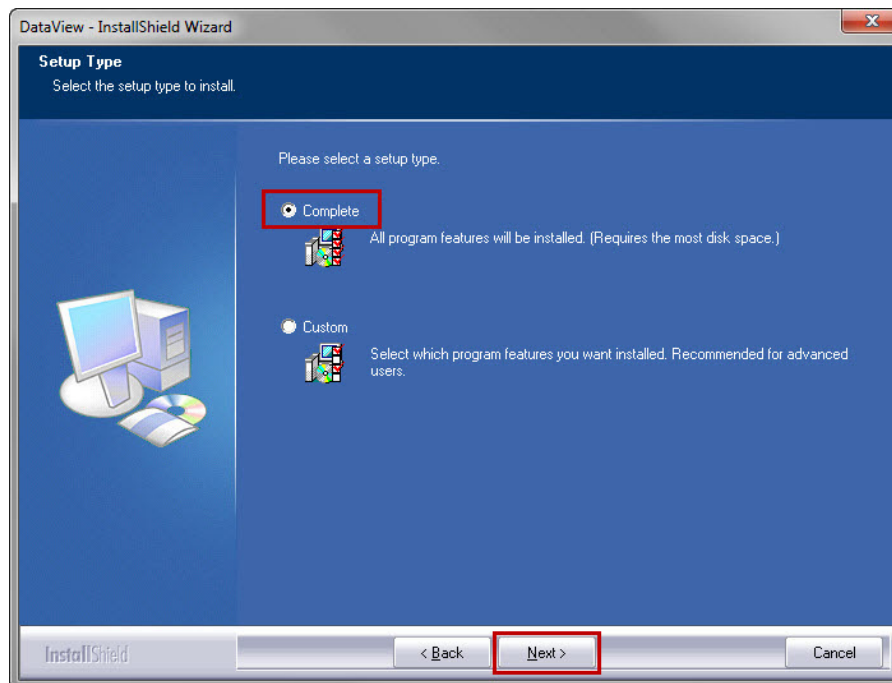 DataView - InstallShield Wizard
Setup Type
Select the setup type to install.
Please select a setup type.
Complete
All program features will be installed. (Requires the most disk space.)
Custom
Select which program features you want installed. Recommended for advanced
users.
InstallShield
< Back
Next >
Cancel